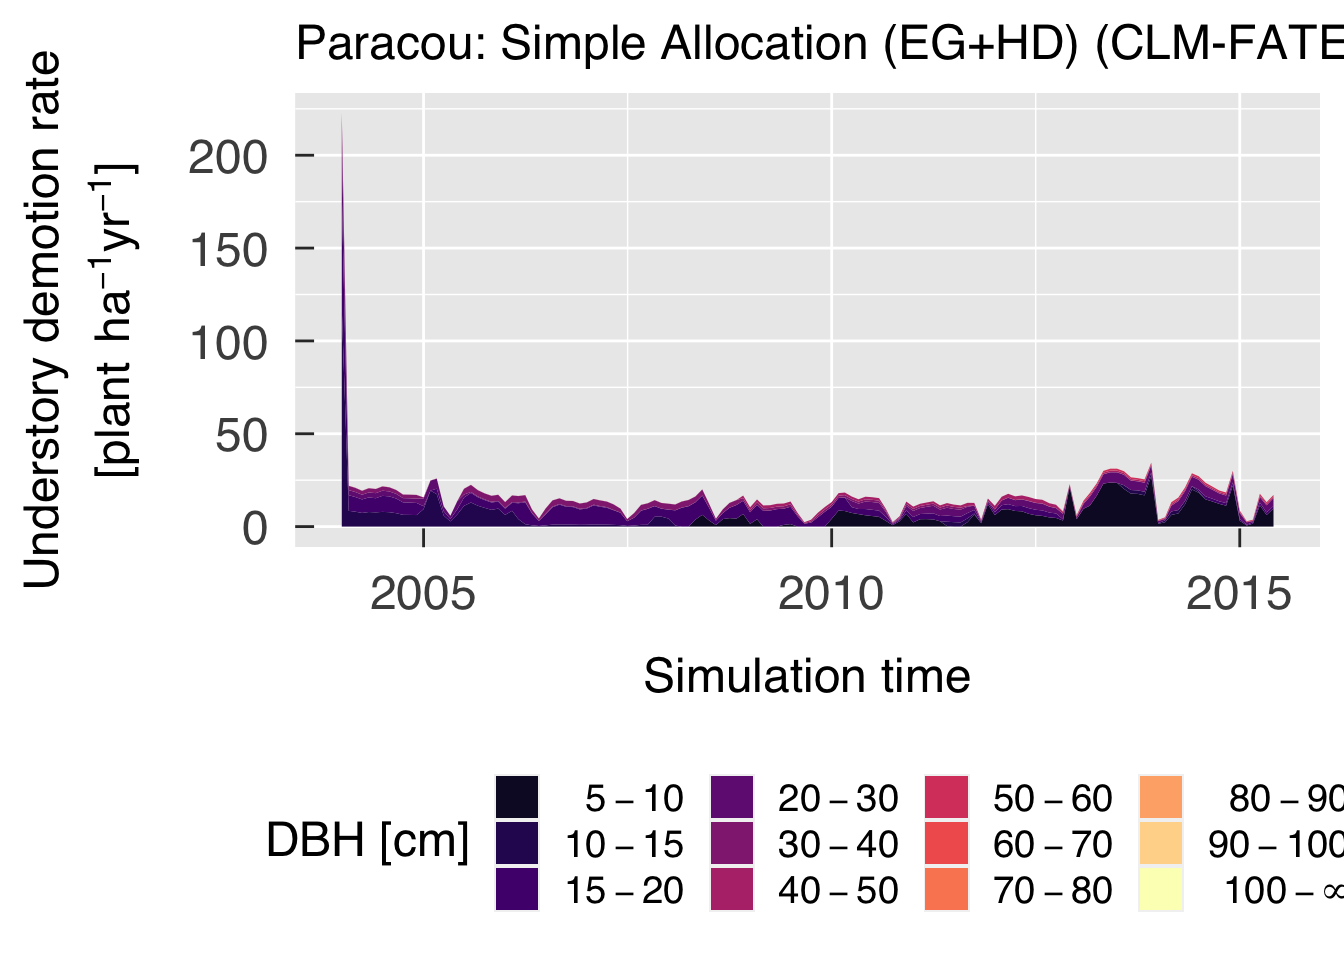 Paracou: Simple Allocation (EG+HD) (CLM-FATE
Understory demotion rate
[plant ha⁻¹yr⁻¹]
200
150
100
50
0
2005 2010 2015
Simulation time
DBH [cm]
5 – 10 20 – 30 50 – 60 80 – 90
10 – 15 30 – 40 60 – 70 90 – 100
15 – 20 40 – 50 70 – 80 100 – ∞